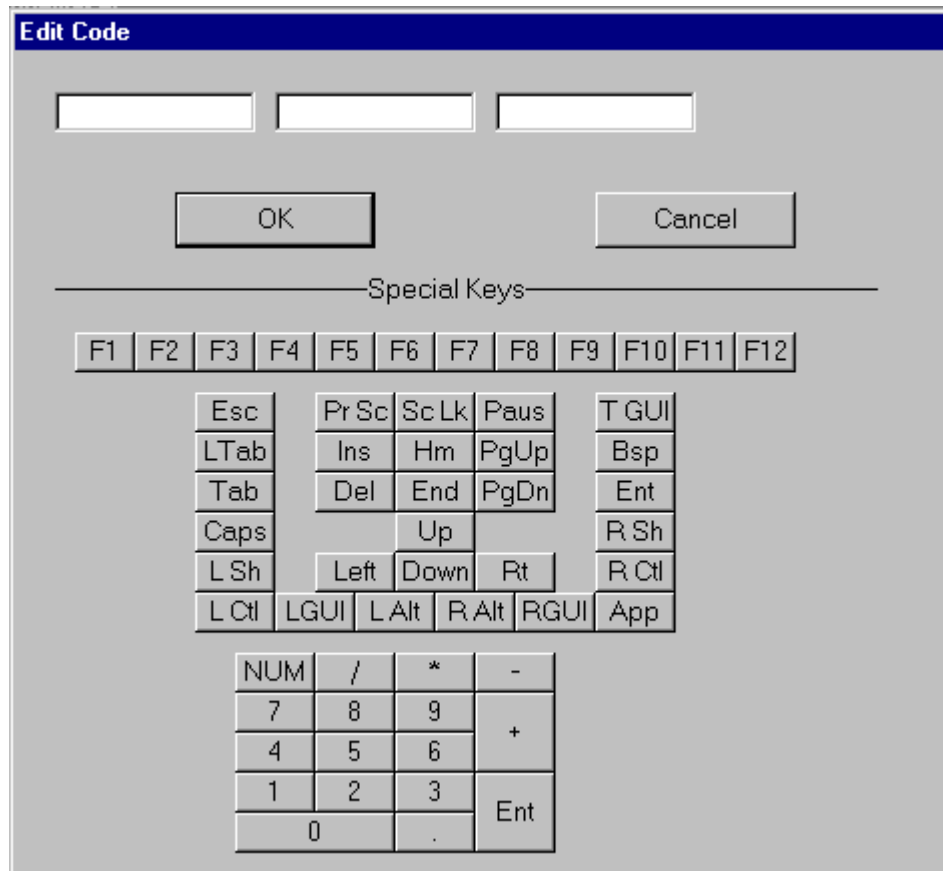 Edit Code
OK Cancel
Special Keys
F1 F2 F3 F4 F5 F6 F7 F8 F9 F10 F11 F12
Esc Pr Sc Sc Lk Paus T GUI
LTab Ins Hm PgUp Bsp
Tab Del End PgDn Ent
Caps Up R Sh
L Sh Left Down Rt R Ctl
L Ctl LGUI L Alt R Alt RGUI App
NUM / * -
7 8 9 +
4 5 6
1 2 3 Ent
0 .